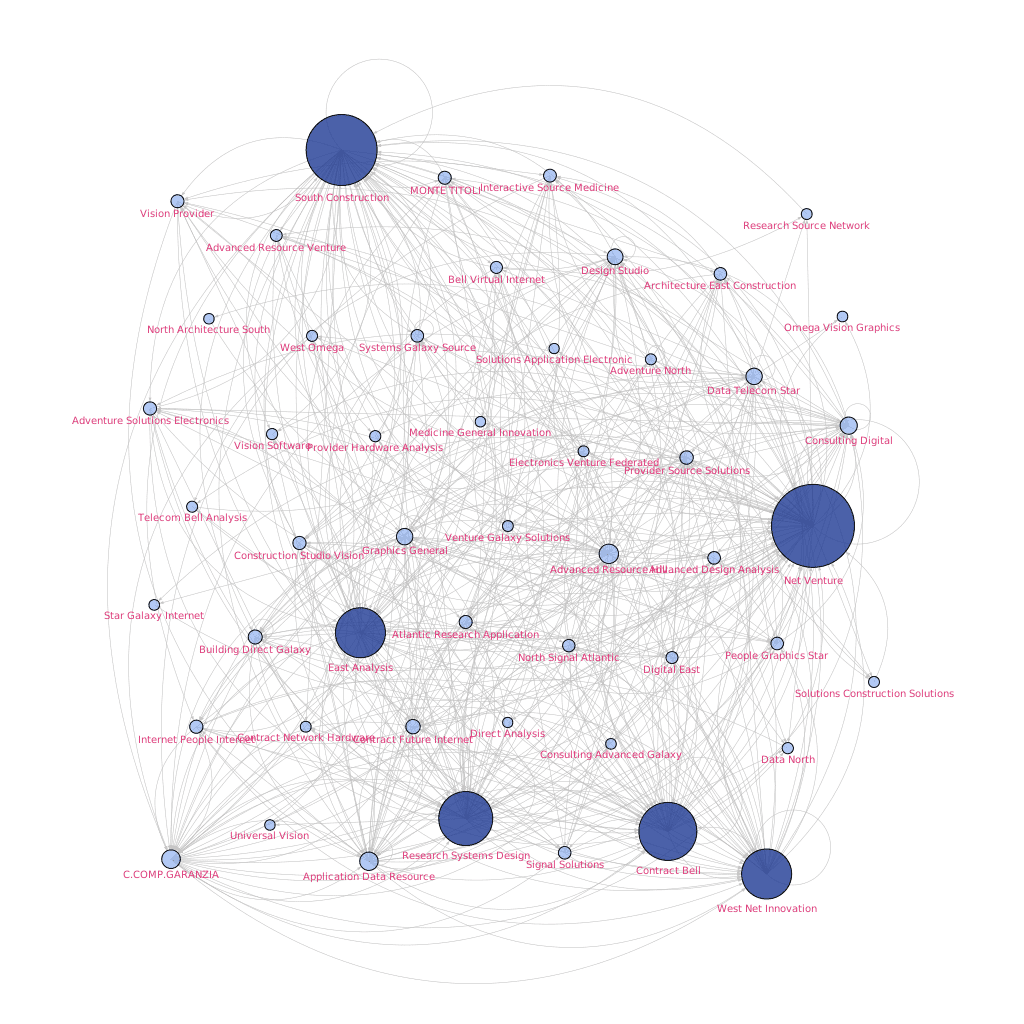 South Construction
MONTE TITOLI
Interactive Source Medicine
Vision Provider
Research Source Network
Advanced Resource Venture
Design Studio
Bell Virtual Internet
Architecture East Construction
North Architecture South
Omega Vision Graphics
West Omega
Systems Galaxy Source
Solutions Application Electronic
Adventure North
Data Telecom Star
Adventure Solutions Electronics
Medicine General Innovation
Consulting Digital
Vision Software
Provider Hardware Analysis
Electronics Venture Federated
Provider Source Solutions
Telecom Bell Analysis
Venture Galaxy Solutions
Construction Studio Vision
Graphics General
Advanced Resource
Advanced Design Analysis
Net Venture
Star Galaxy Internet
Atlantic Research Application
Building Direct Galaxy
East Analysis
North Signal Atlantic
Digital East
People Graphics Star
Solutions Construction Solutions
Internet People Internet
Contract Network Hardware
Contract Future Internet
Direct Analysis
Consulting Advanced Galaxy
Data North
Universal Vision
Research Systems Design
Signal Solutions
Contract Bell
C.COMP.GARANZIA
Application Data Resource
West Net Innovation